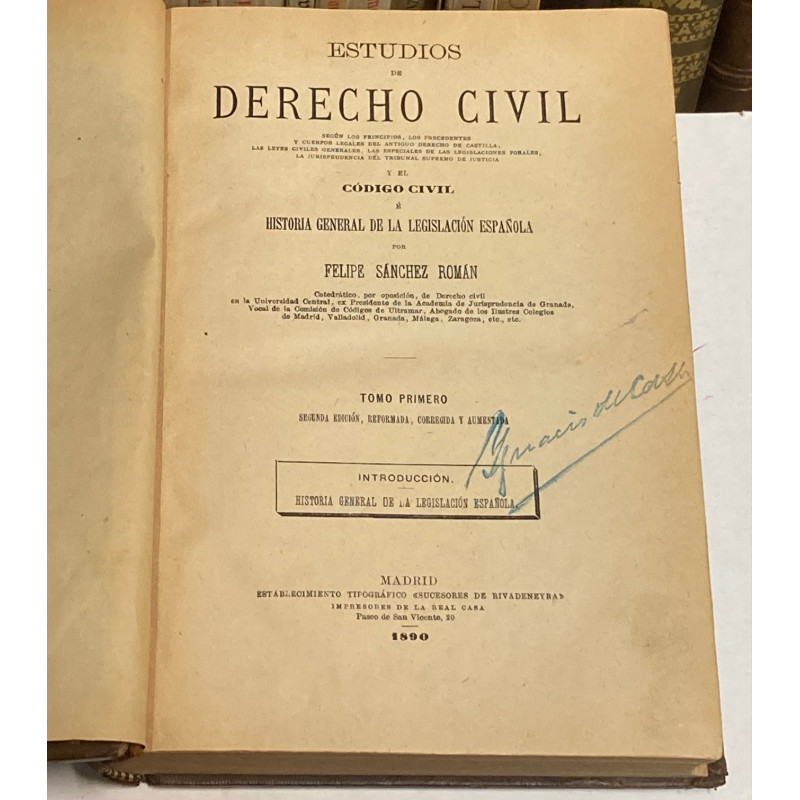 ESTUDIOS
DE
DERECHO CIVIL
SEGÚN LOS PRINCIPIOS, LOS PRECEDENTES
Y CUERPOS LEGALES DEL ANTIGUO DERECHO DE CASTILLA,
LAS LEYES CIVILES GENERALES, LAS ESPECIALES DE LAS LEGISLACIONES FORALES,
LA JURISPRUDENCIA DEL TRIBUNAL SUPREMO DE JUSTICIA
Y EL
CÓDIGO CIVIL
É
HISTORIA GENERAL DE LA LEGISLACIÓN ESPAÑOLA
POR
FELIPE SÁNCHEZ ROMÁN
Catedrático, por oposición, de Derecho civil
en la Universidad Central, ex Presidente de la Academia de Jurisprudencia de Granada,
Vocal de la Comisión de Códigos de Ultramar, Abogado de los Ilustres Colegios
de Madrid, Valladolid, Granada, Málaga, Zaragoza, etc., etc.
TOMO PRIMERO
SEGUNDA EDICIÓN, REFORMADA, CORREGIDA Y AUMENTADA
Ignacio de
INTRODUCCIÓN.
HISTORIA GENERAL DE LA LEGISLACIÓN ESPAÑOLA.
MADRID
ESTABLECIMIENTO TIPOGRÁFICO «SUCESORES DE RIVADENEYRA»
IMPRESORES DE LA REAL CASA
Paseo de San Vicente, 20
1890